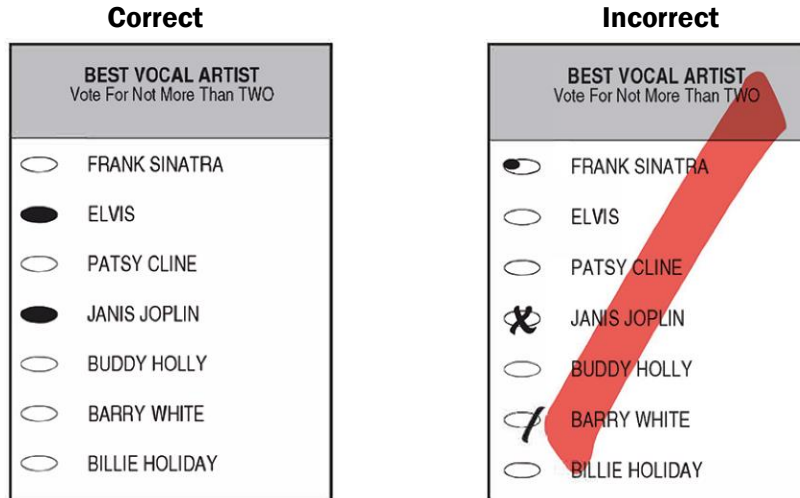 Correct
BEST VOCAL ARTIST
Vote For Not More Than TWO
FRANK SINATRA
ELVIS
PATSY CLINE
JANIS JOPLIN
BUDDY HOLLY
BARRY WHITE
BILLIE HOLIDAY
Incorrect
BEST VOCAL ARTIST
Vote For Not More Than TWO
FRANK SINATRA
ELVIS
PATSY CLINE
JANIS JOPLIN
BUDDY HOLLY
BARRY WHITE
BILLIE HOLIDAY